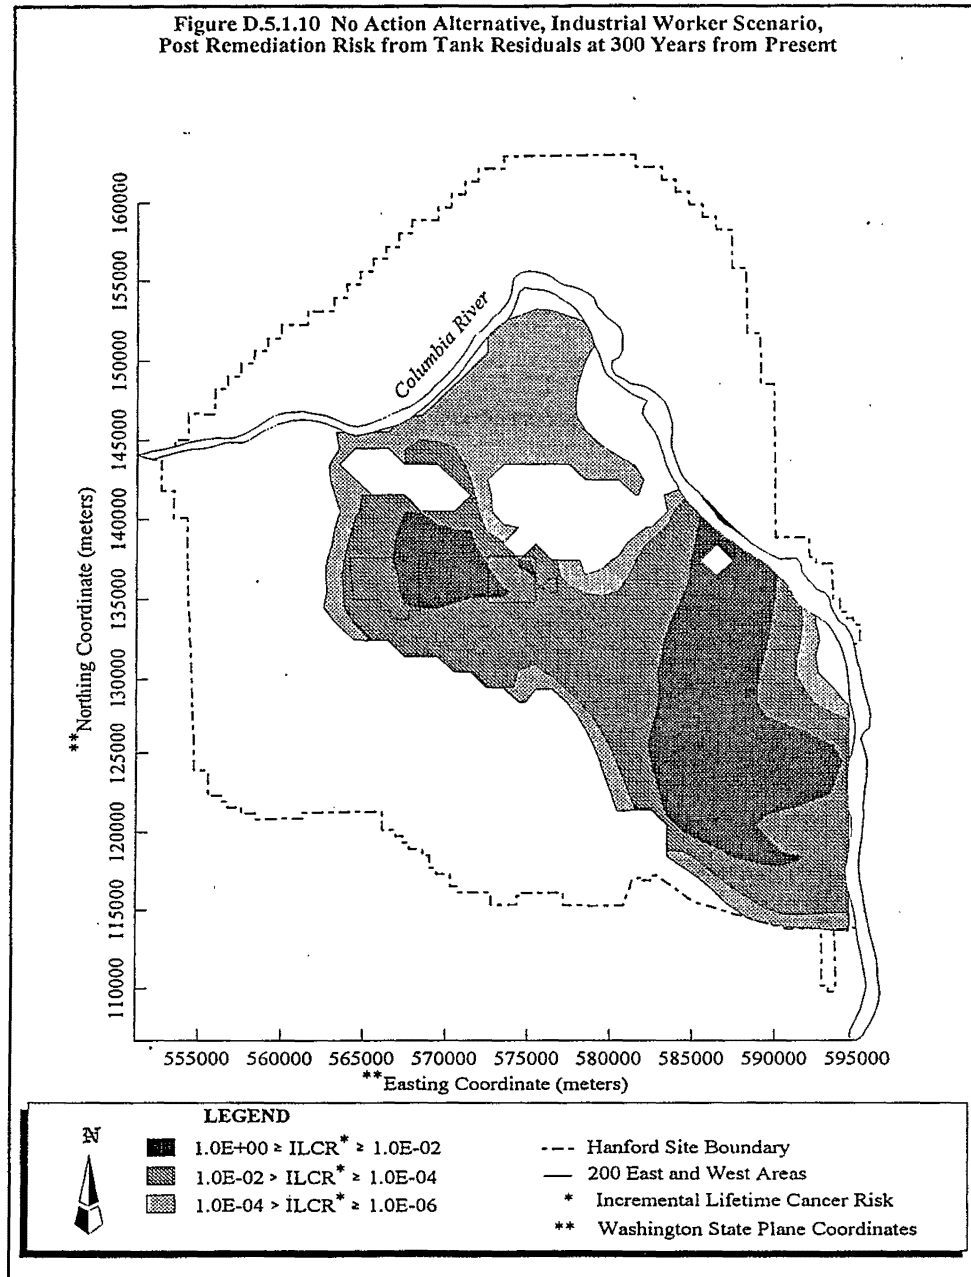 Figure D.5.1.10 No Action Alternative, Industrial Worker Scenario,
Post Remediation Risk from Tank Residuals at 300 Years from Present
160000
155000
150000
145000
140000
135000
130000
125000
120000
115000
110000
**Northing Coordinate (meters)
Columbia River
555000 560000 565000 570000 575000 580000 585000 590000 595000
**Easting Coordinate (meters)
LEGEND
N
1.0E+00 ≥ ILCR* ≥ 1.0E-02
1.0E-02 > ILCR* ≥ 1.0E-04
1.0E-04 > ILCR* ≥ 1.0E-06
Hanford Site Boundary
200 East and West Areas
* Incremental Lifetime Cancer Risk
** Washington State Plane Coordinates